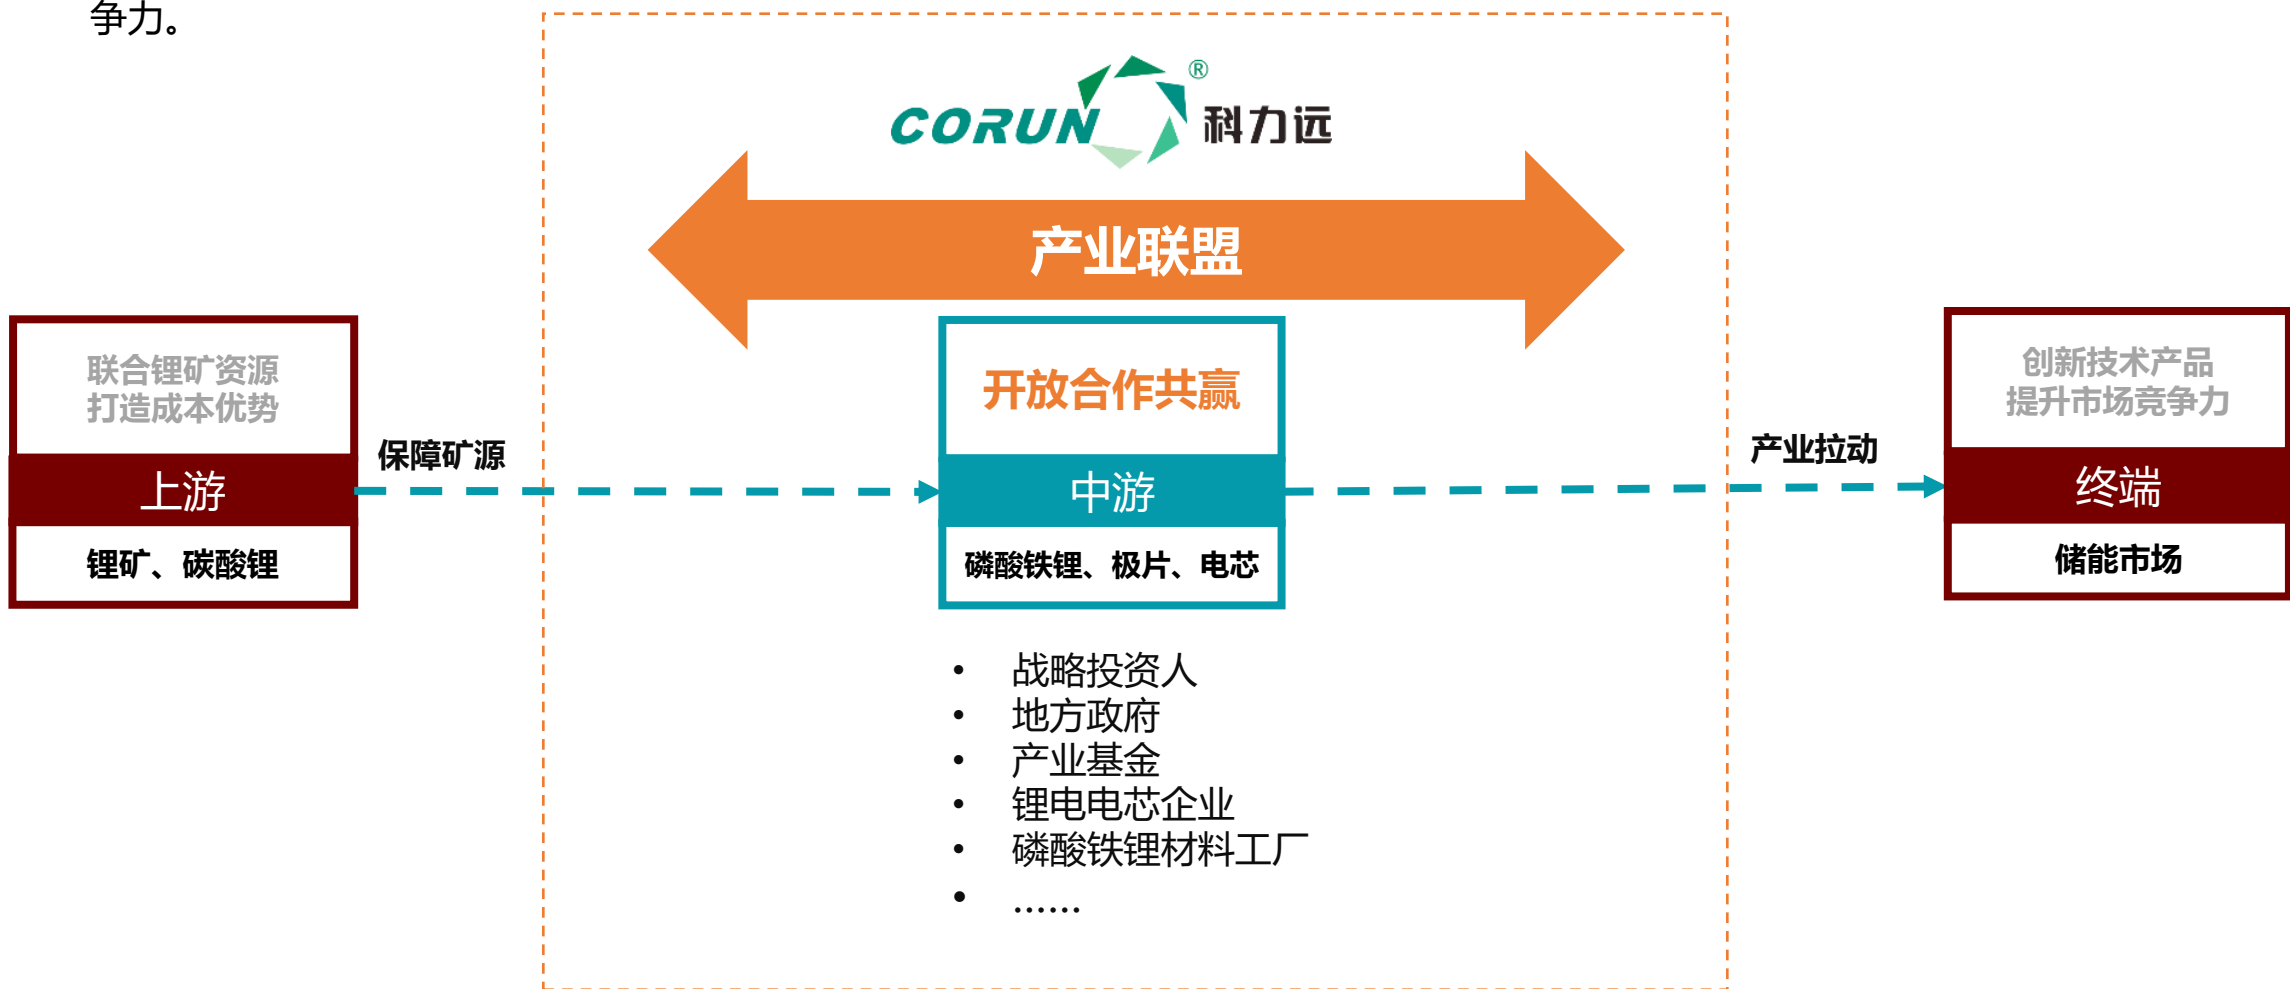 争力。
CORUN® 科力远
产业联盟
联合锂矿资源
打造成本优势
上游
锂矿、碳酸锂
保障矿源
开放合作共赢
中游
磷酸铁锂、极片、电芯
• 战略投资人
• 地方政府
• 产业基金
• 锂电电芯企业
• 磷酸铁锂材料工厂
• ……
产业拉动
创新技术产品
提升市场竞争力
终端
储能市场